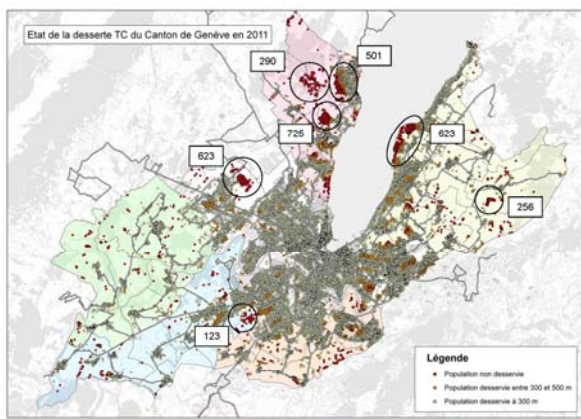 Etat de la desserte TC du Canton de Genève en 2011
290
501
725
623
623
256
123
Légende
Population non desservie
Population desservie entre 300 et 500 m
Population desservie à 300 m